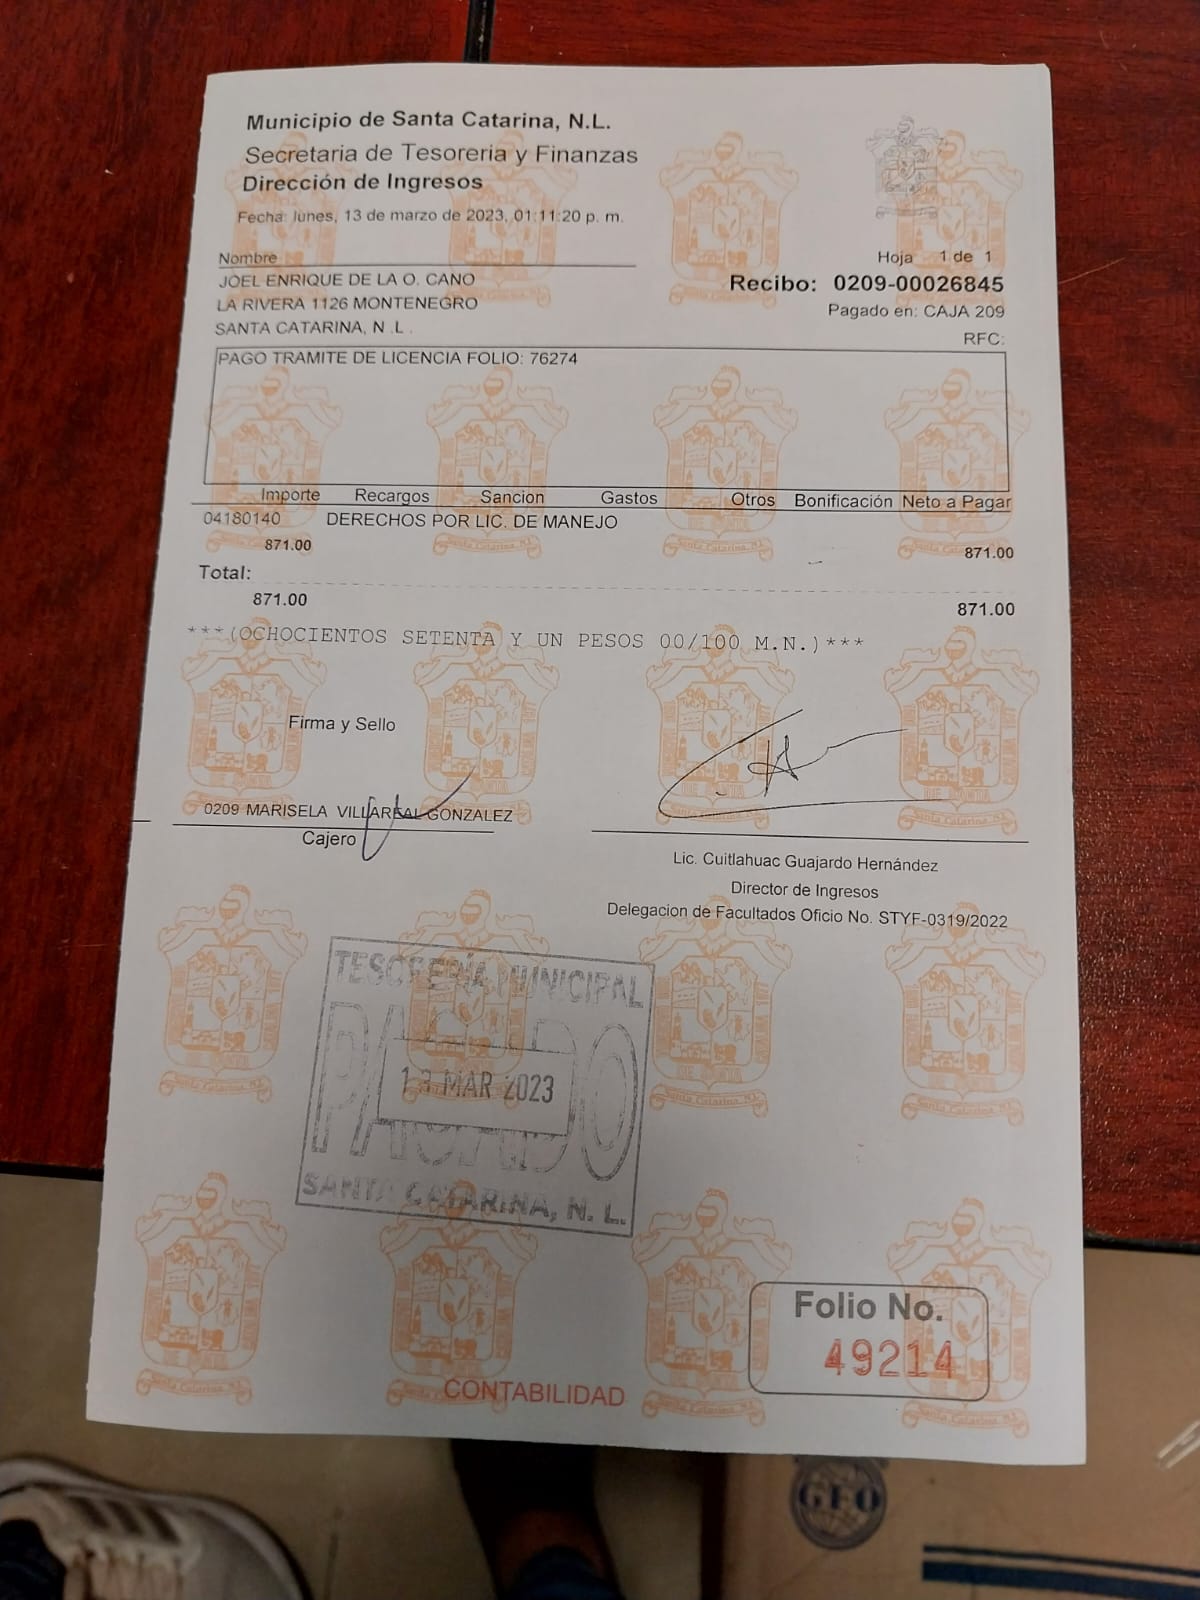 Municipio de Santa Catarina, N.L.
Secretaria de Tesoreria y Finanzas
Dirección de Ingresos
Fecha: lunes, 13 de marzo de 2023, 01:11:20 p. m.
Hoja 1 de 1
Nombre
JOEL ENRIQUE DE LA O. CANO
Recibo: 0209-00026845
LA RIVERA 1126 MONTENEGRO
Pagado en: CAJA 209
SANTA CATARINA, N .L .
RFC:
PAGO TRAMITE DE LICENCIA FOLIO: 76274
Importe Recargos Sancion Gastos Otros Bonificación Neto a Pagar
04180140 DERECHOS POR LIC. DE MANEJO
871.00 871.00
Total:
871.00 871.00
***(OCHOCIENTOS SETENTA Y UN PESOS 00/100 M.N.)***
Firma y Sello
0209 MARISELA VILLAREAL GONZALEZ
Cajero
Lic. Cuitlahuac Guajardo Hernández
Director de Ingresos
Delegacion de Facultados Oficio No. STYF-0319/2022
TESORERÍA MUNICIPAL
PAGADO
13 MAR 2023
SANTA CATARINA, N. L.
Folio No.
49214
CONTABILIDAD
GEO